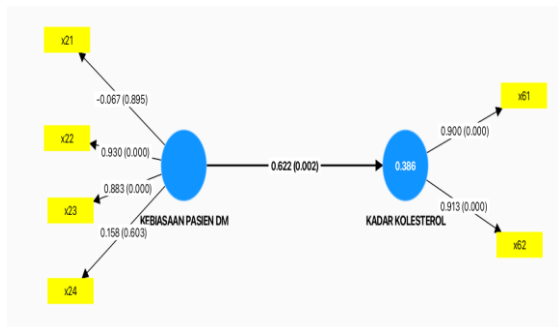 x21
-0.067 (0.895)
x61
x22
0.930 (0.000)
0.900 (0.000)
0.622 (0.002)
0.386
0.883 (0.000)
x23
KEBIASAAN PASIEN DM
KADAR KOLESTEROL
0.913 (0.000)
0.158 (0.603)
x62
x24